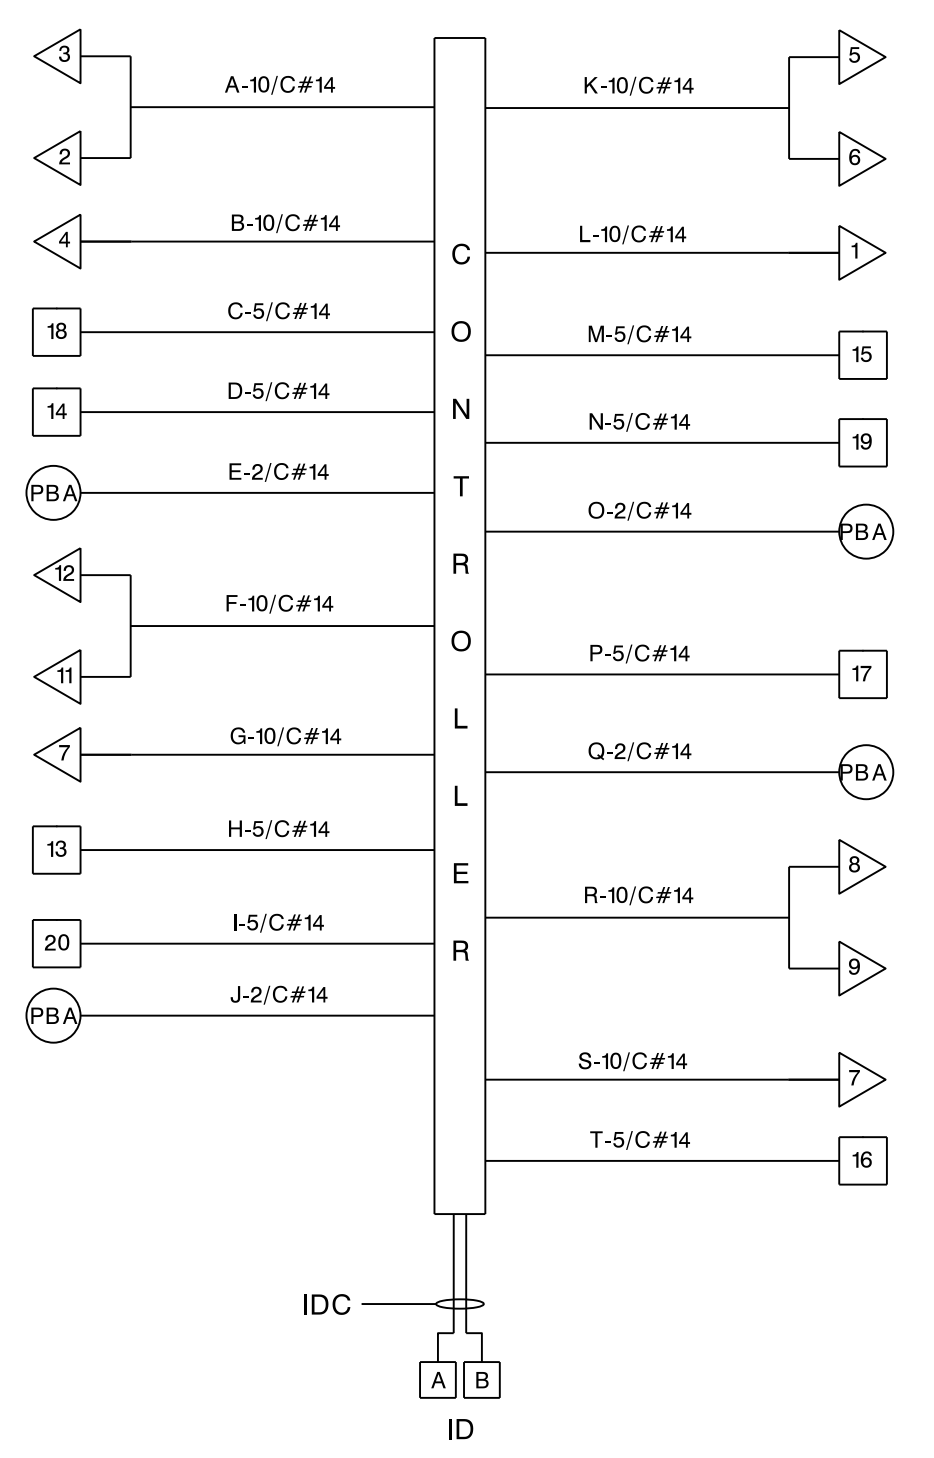 3
A-10/C#14
2
4
B-10/C#14
18
C-5/C#14
14
D-5/C#14
PBA
E-2/C#14
12
F-10/C#14
11
7
G-10/C#14
13
H-5/C#14
20
I-5/C#14
PBA
J-2/C#14
CONTROLLER
K-10/C#14
5
6
L-10/C#14
1
M-5/C#14
15
N-5/C#14
19
O-2/C#14
PBA
P-5/C#14
17
Q-2/C#14
PBA
R-10/C#14
8
9
S-10/C#14
7
T-5/C#14
16
IDC
A B
ID